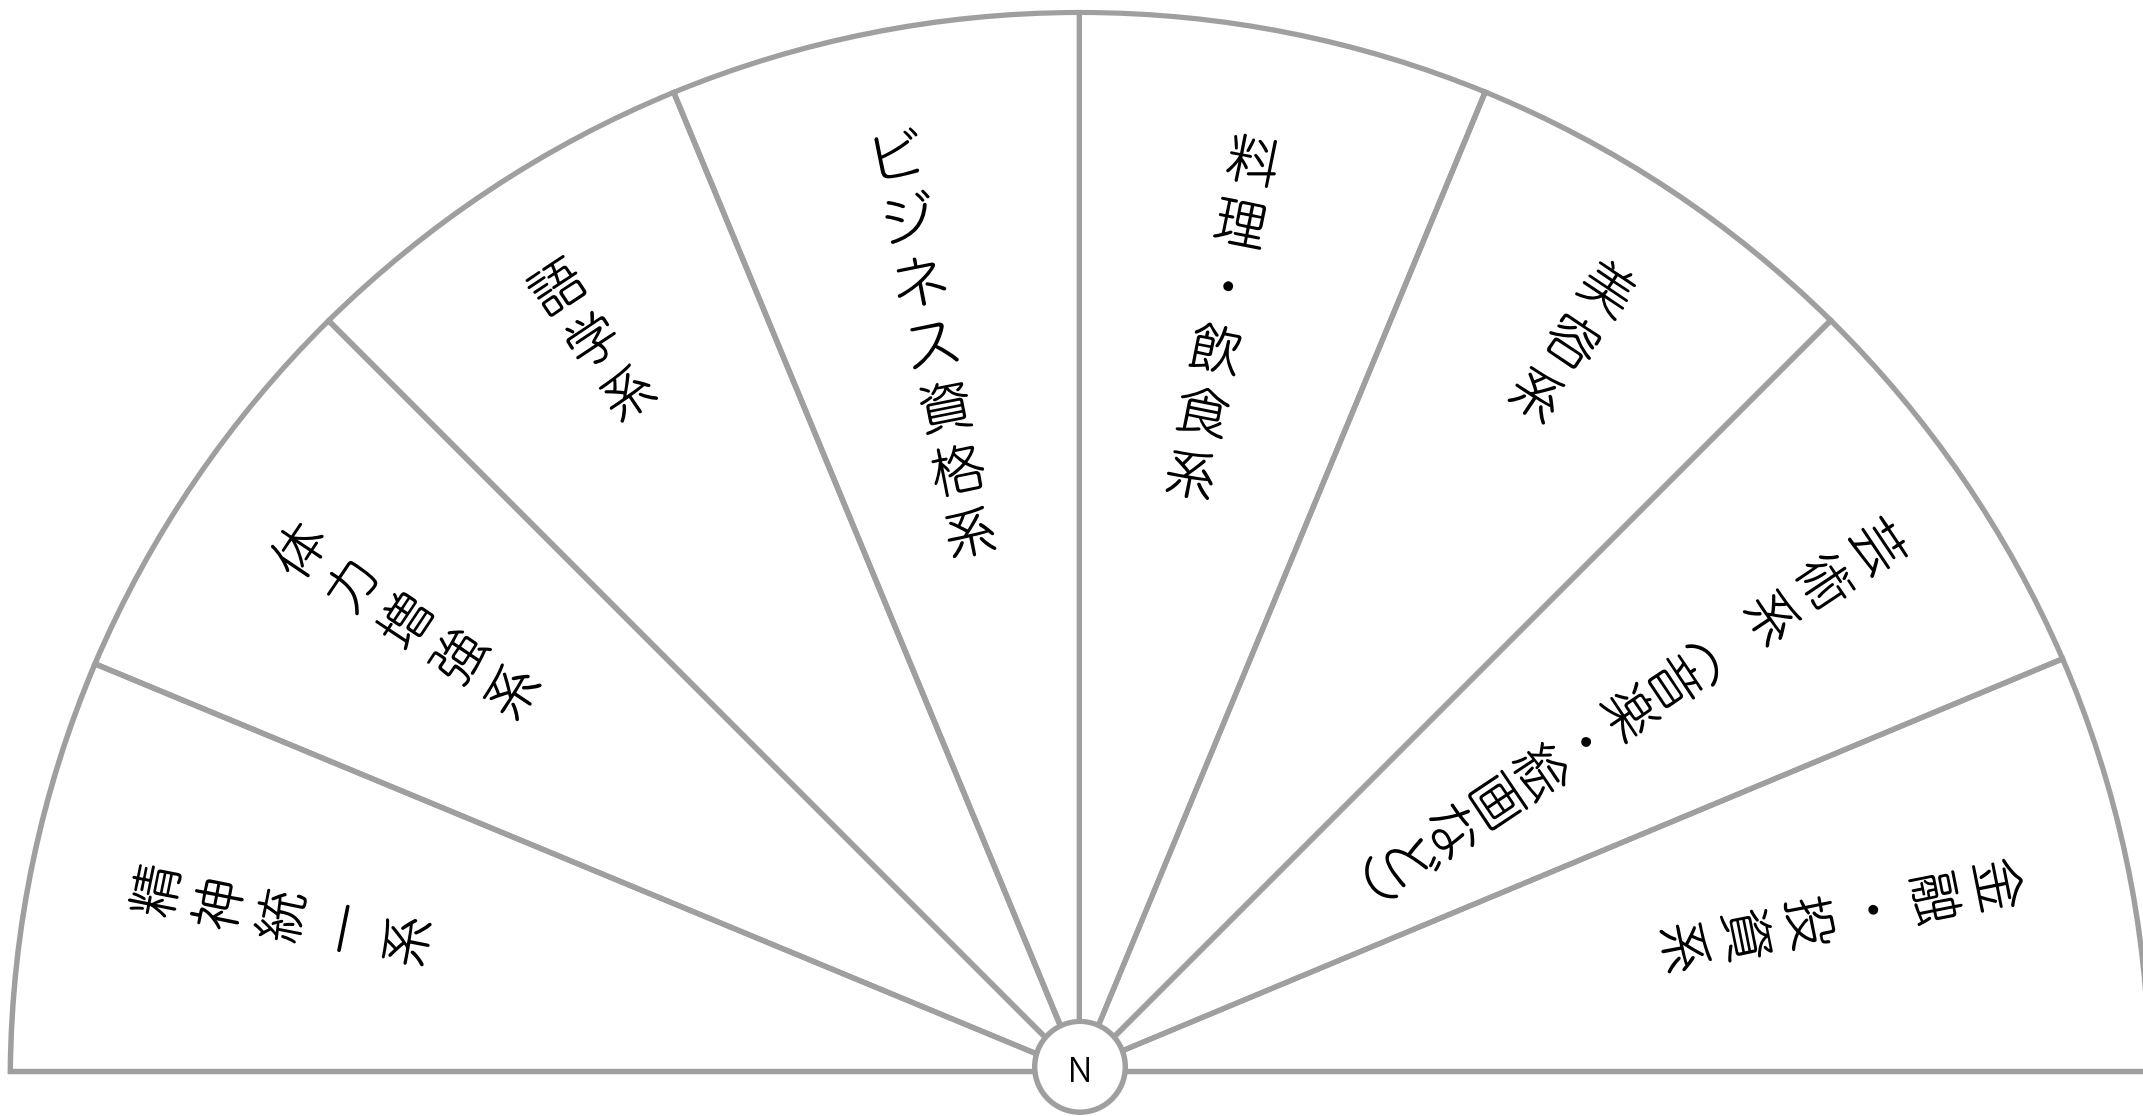 精神統一系
体力増強系
語学系
ビジネス資格系
料理・飲食系
美容系
芸術系（音楽・絵画など）
金融・投資系
N